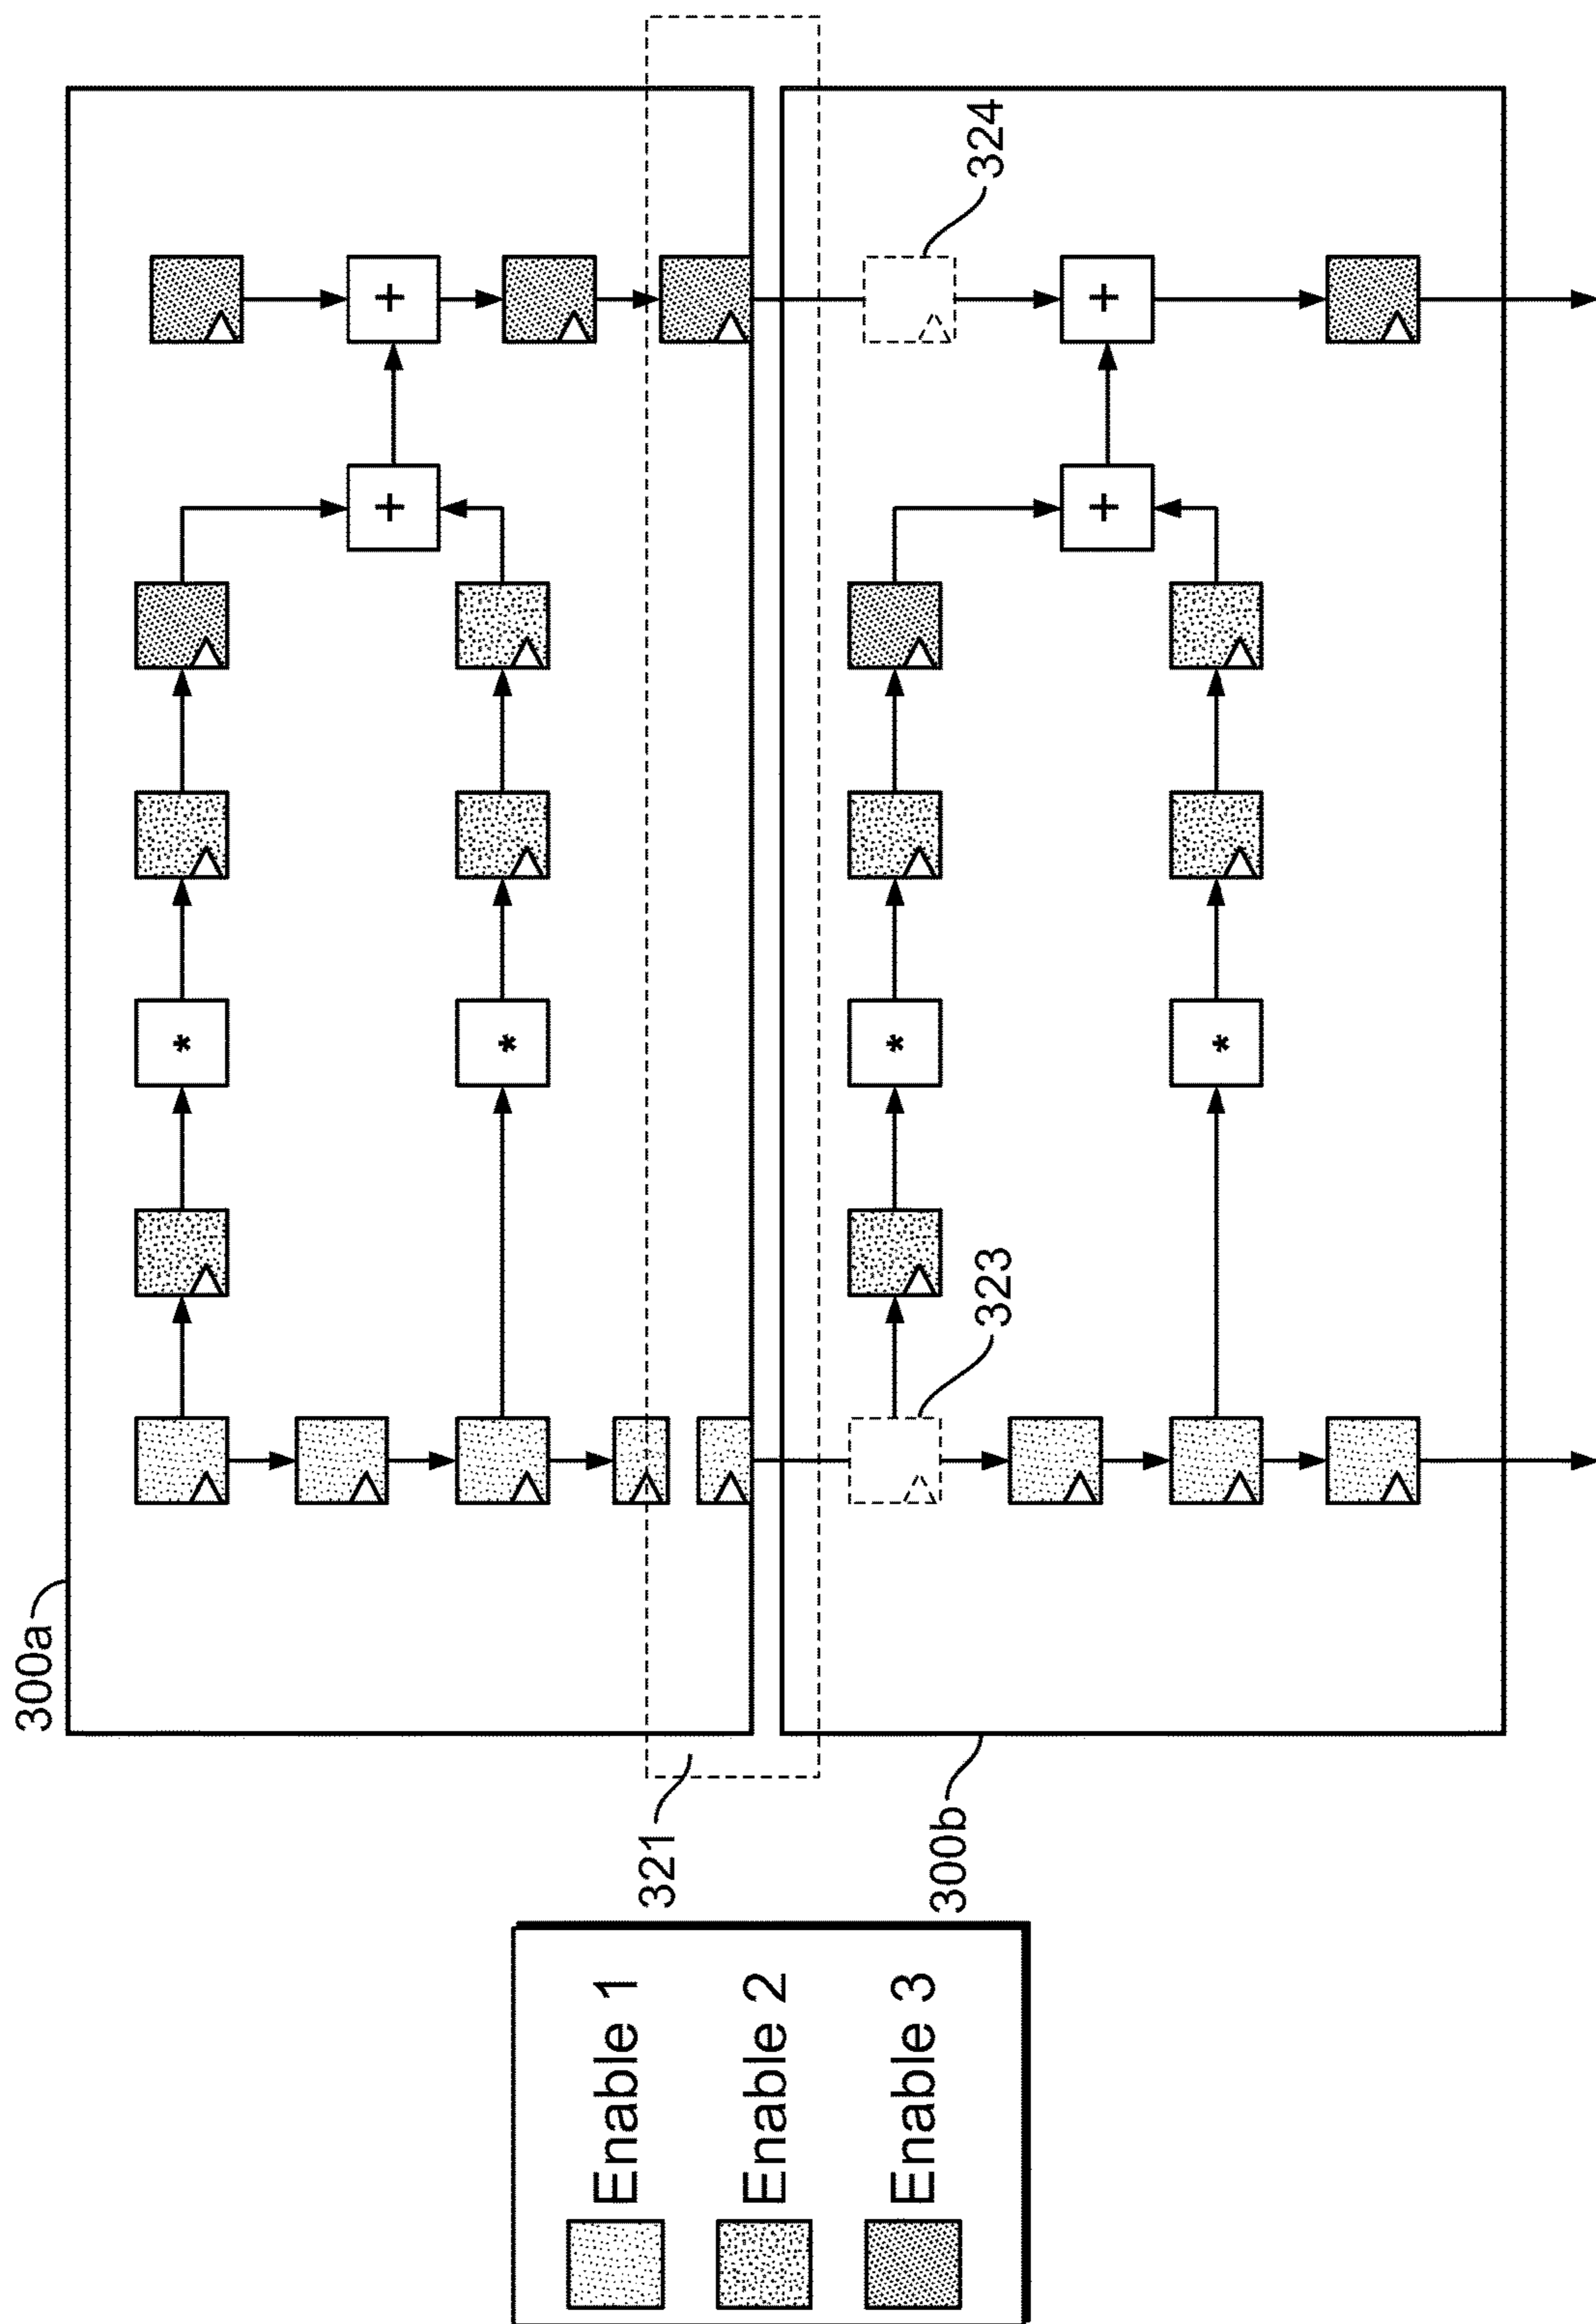 300a
*
+
+
*
Enable 1
321
Enable 2
*
Enable 3
300b
323
324
+
+
*